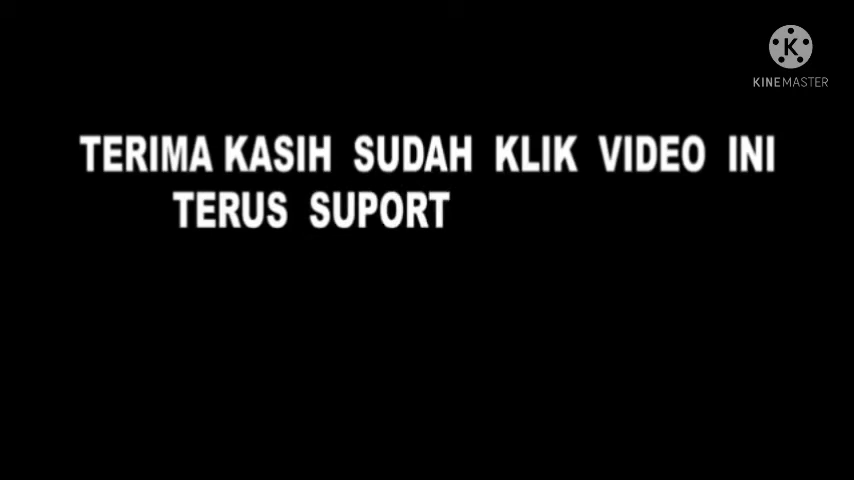 K
KINEMASTER
TERIMA KASIH SUDAH KLIK VIDEO INI
TERUS SUPORT